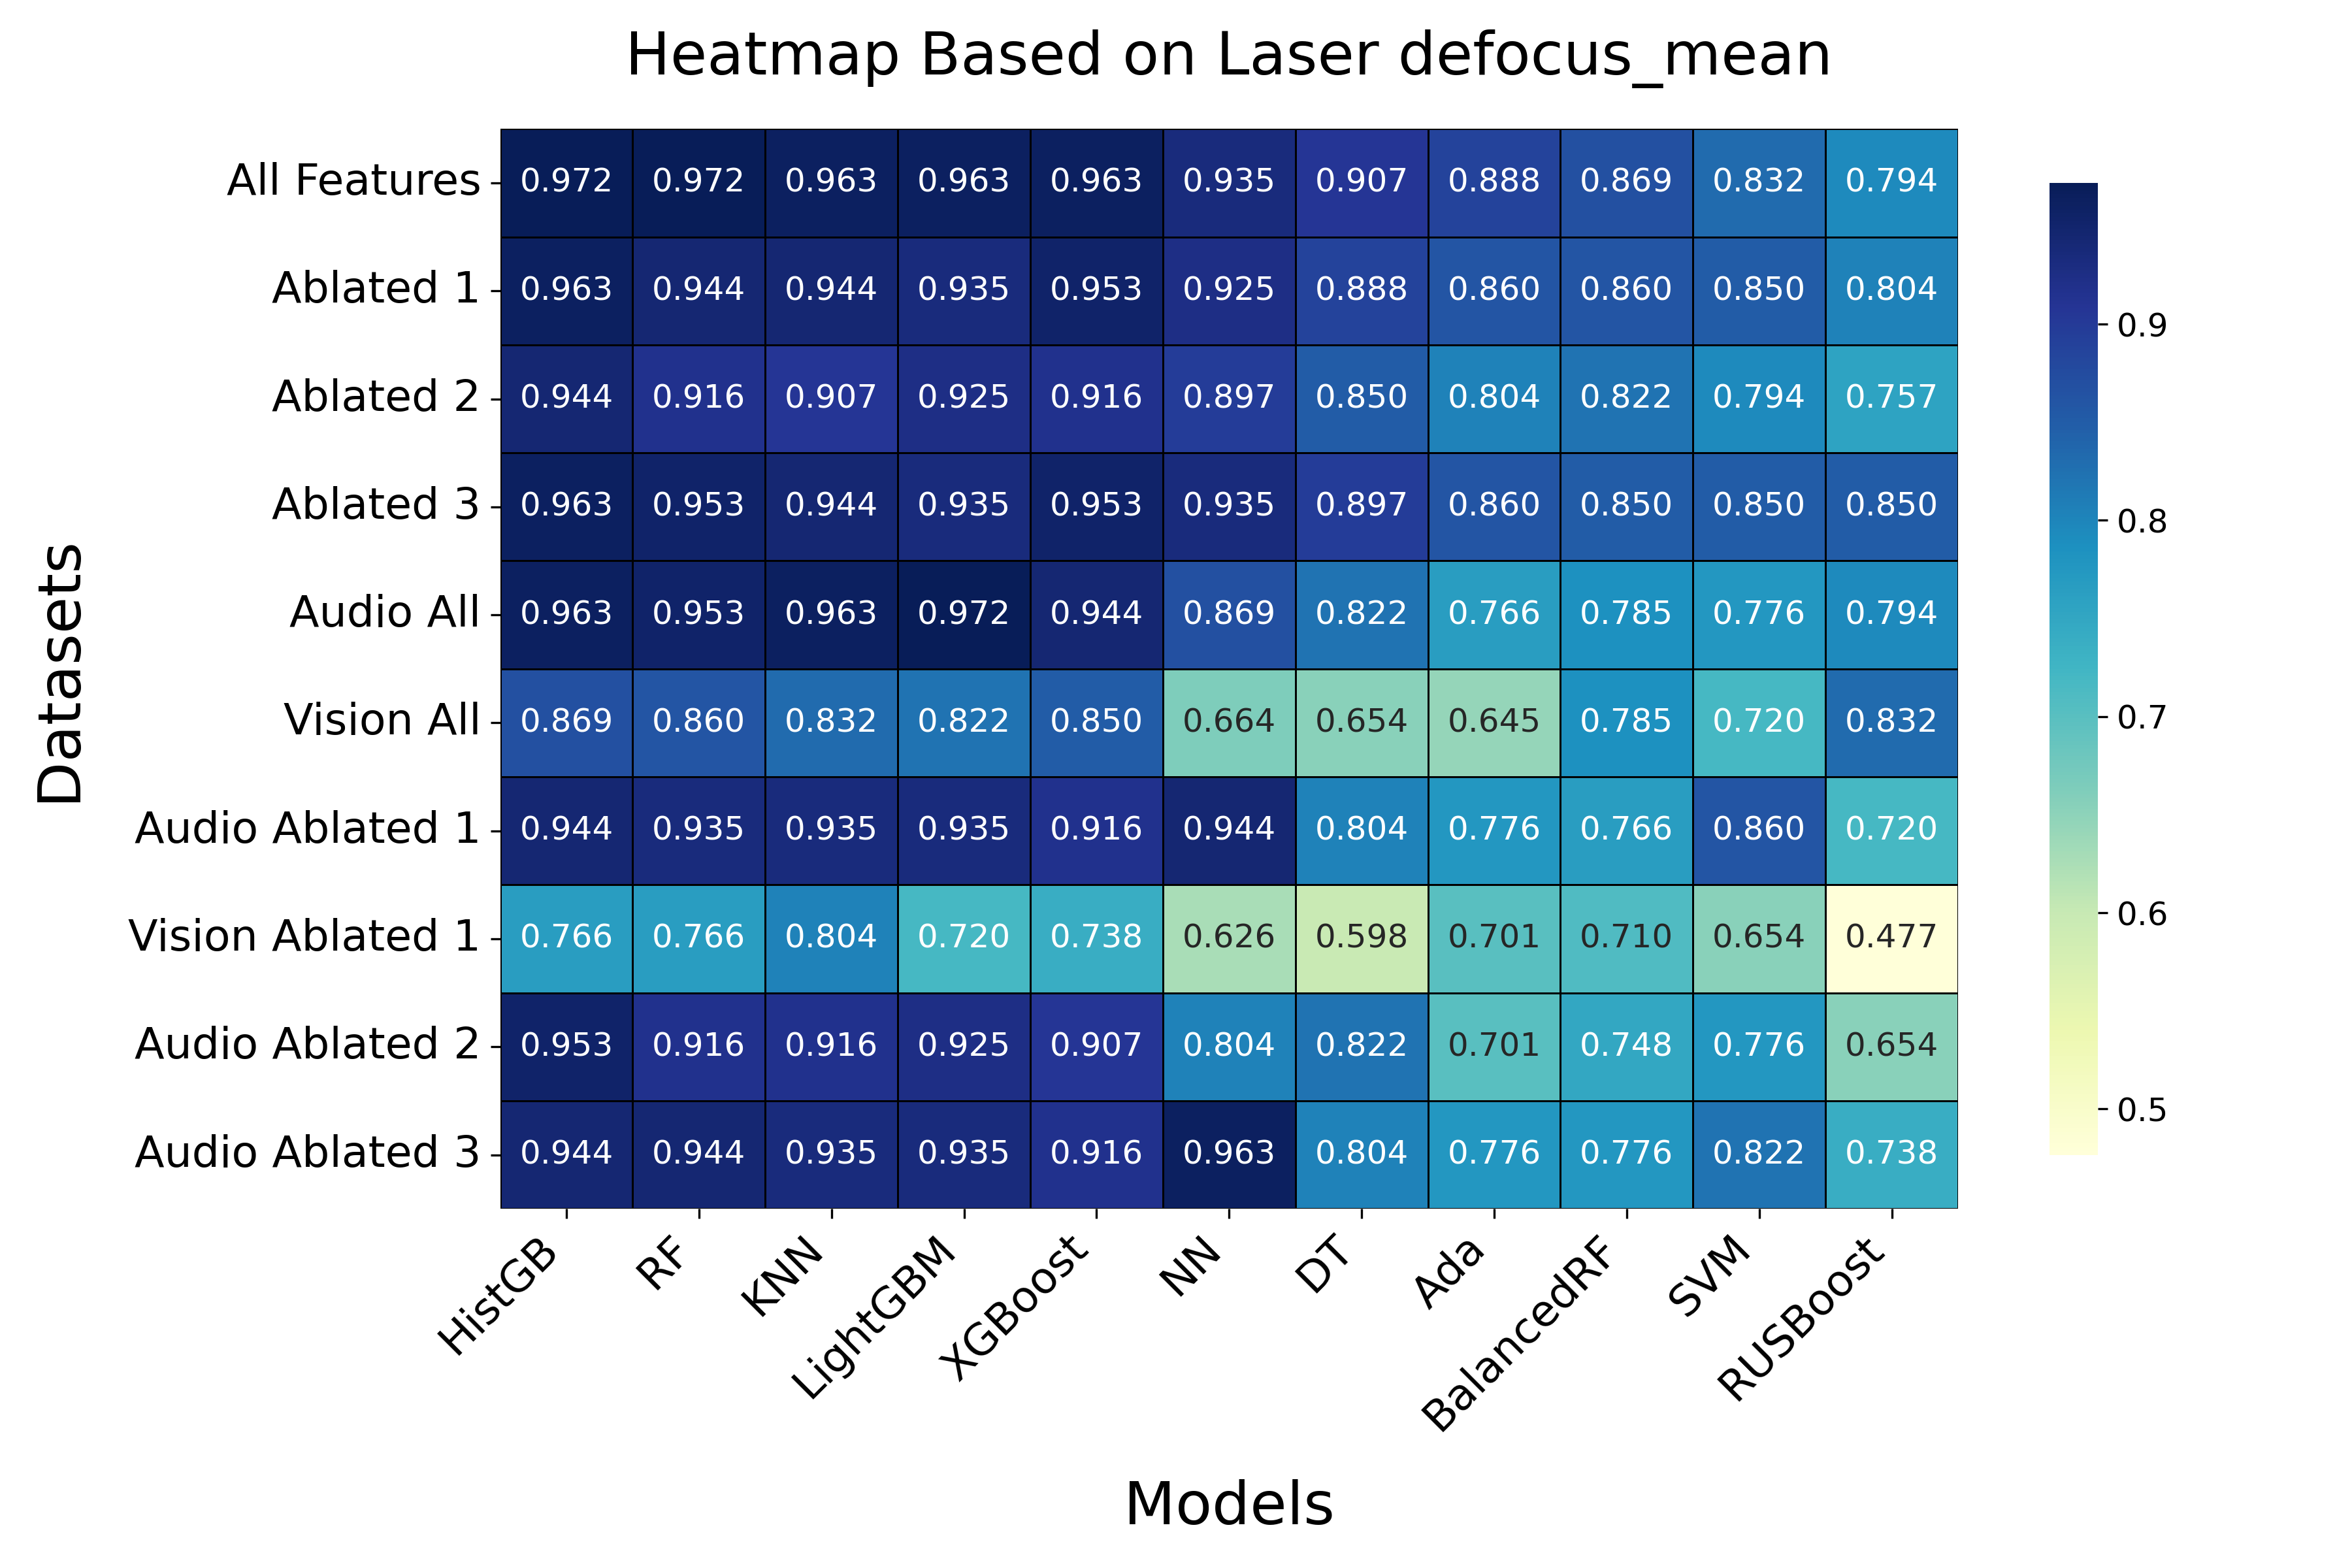 Heatmap Based on Laser defocus_mean
Datasets
All Features 0.972 0.972 0.963 0.963 0.963 0.935 0.907 0.888 0.869 0.832 0.794
Ablated 1 0.963 0.944 0.944 0.935 0.953 0.925 0.888 0.860 0.860 0.850 0.804
Ablated 2 0.944 0.916 0.907 0.925 0.916 0.897 0.850 0.804 0.822 0.794 0.757
Ablated 3 0.963 0.953 0.944 0.935 0.953 0.935 0.897 0.860 0.850 0.850 0.850
Audio All 0.963 0.953 0.963 0.972 0.944 0.869 0.822 0.766 0.785 0.776 0.794
Vision All 0.869 0.860 0.832 0.822 0.850 0.664 0.654 0.645 0.785 0.720 0.832
Audio Ablated 1 0.944 0.935 0.935 0.935 0.916 0.944 0.804 0.776 0.766 0.860 0.720
Vision Ablated 1 0.766 0.766 0.804 0.720 0.738 0.626 0.598 0.701 0.710 0.654 0.477
Audio Ablated 2 0.953 0.916 0.916 0.925 0.907 0.804 0.822 0.701 0.748 0.776 0.654
Audio Ablated 3 0.944 0.944 0.935 0.935 0.916 0.963 0.804 0.776 0.776 0.822 0.738
HistGB RF KNN LightGBM XGBoost NN DT Ada BalancedRF SVM RUSBoost
Models
0.9
0.8
0.7
0.6
0.5